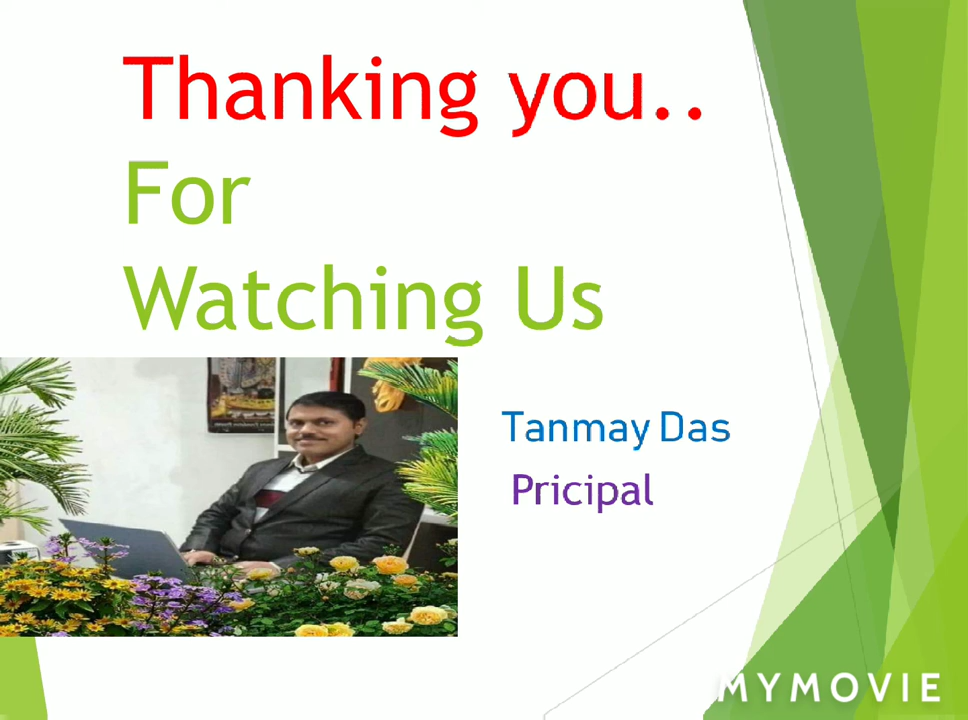 Thanking you..
For
Watching Us
Tanmay Das
Pricipal
MYMOVIE